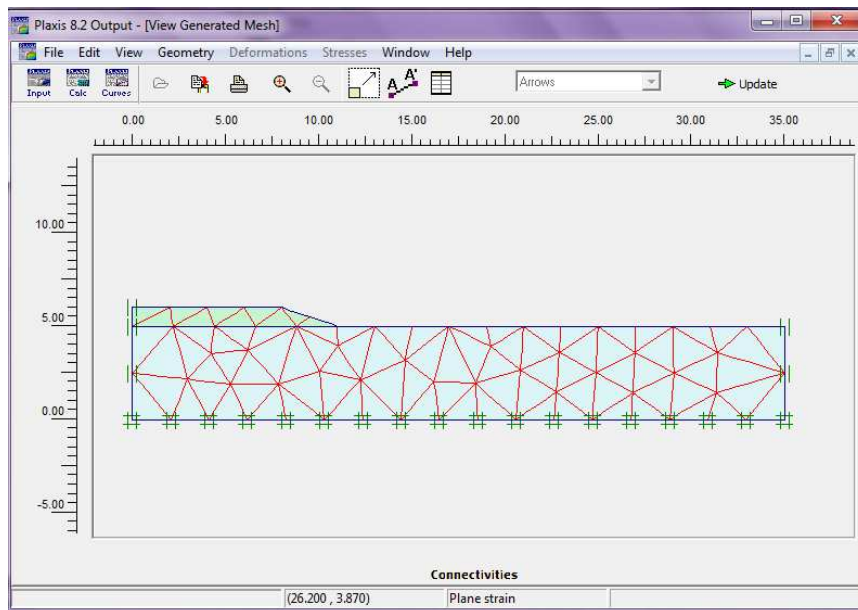 Plaxis 8.2 Output - [View Generated Mesh]
File Edit View Geometry Deformations Stresses Window Help
Input Calc Curves A A* Arrows Update
0.00 5.00 10.00 15.00 20.00 25.00 30.00 35.00
10.00
5.00
0.00
-5.00
Connectivities
(26.200 , 3.870) Plane strain